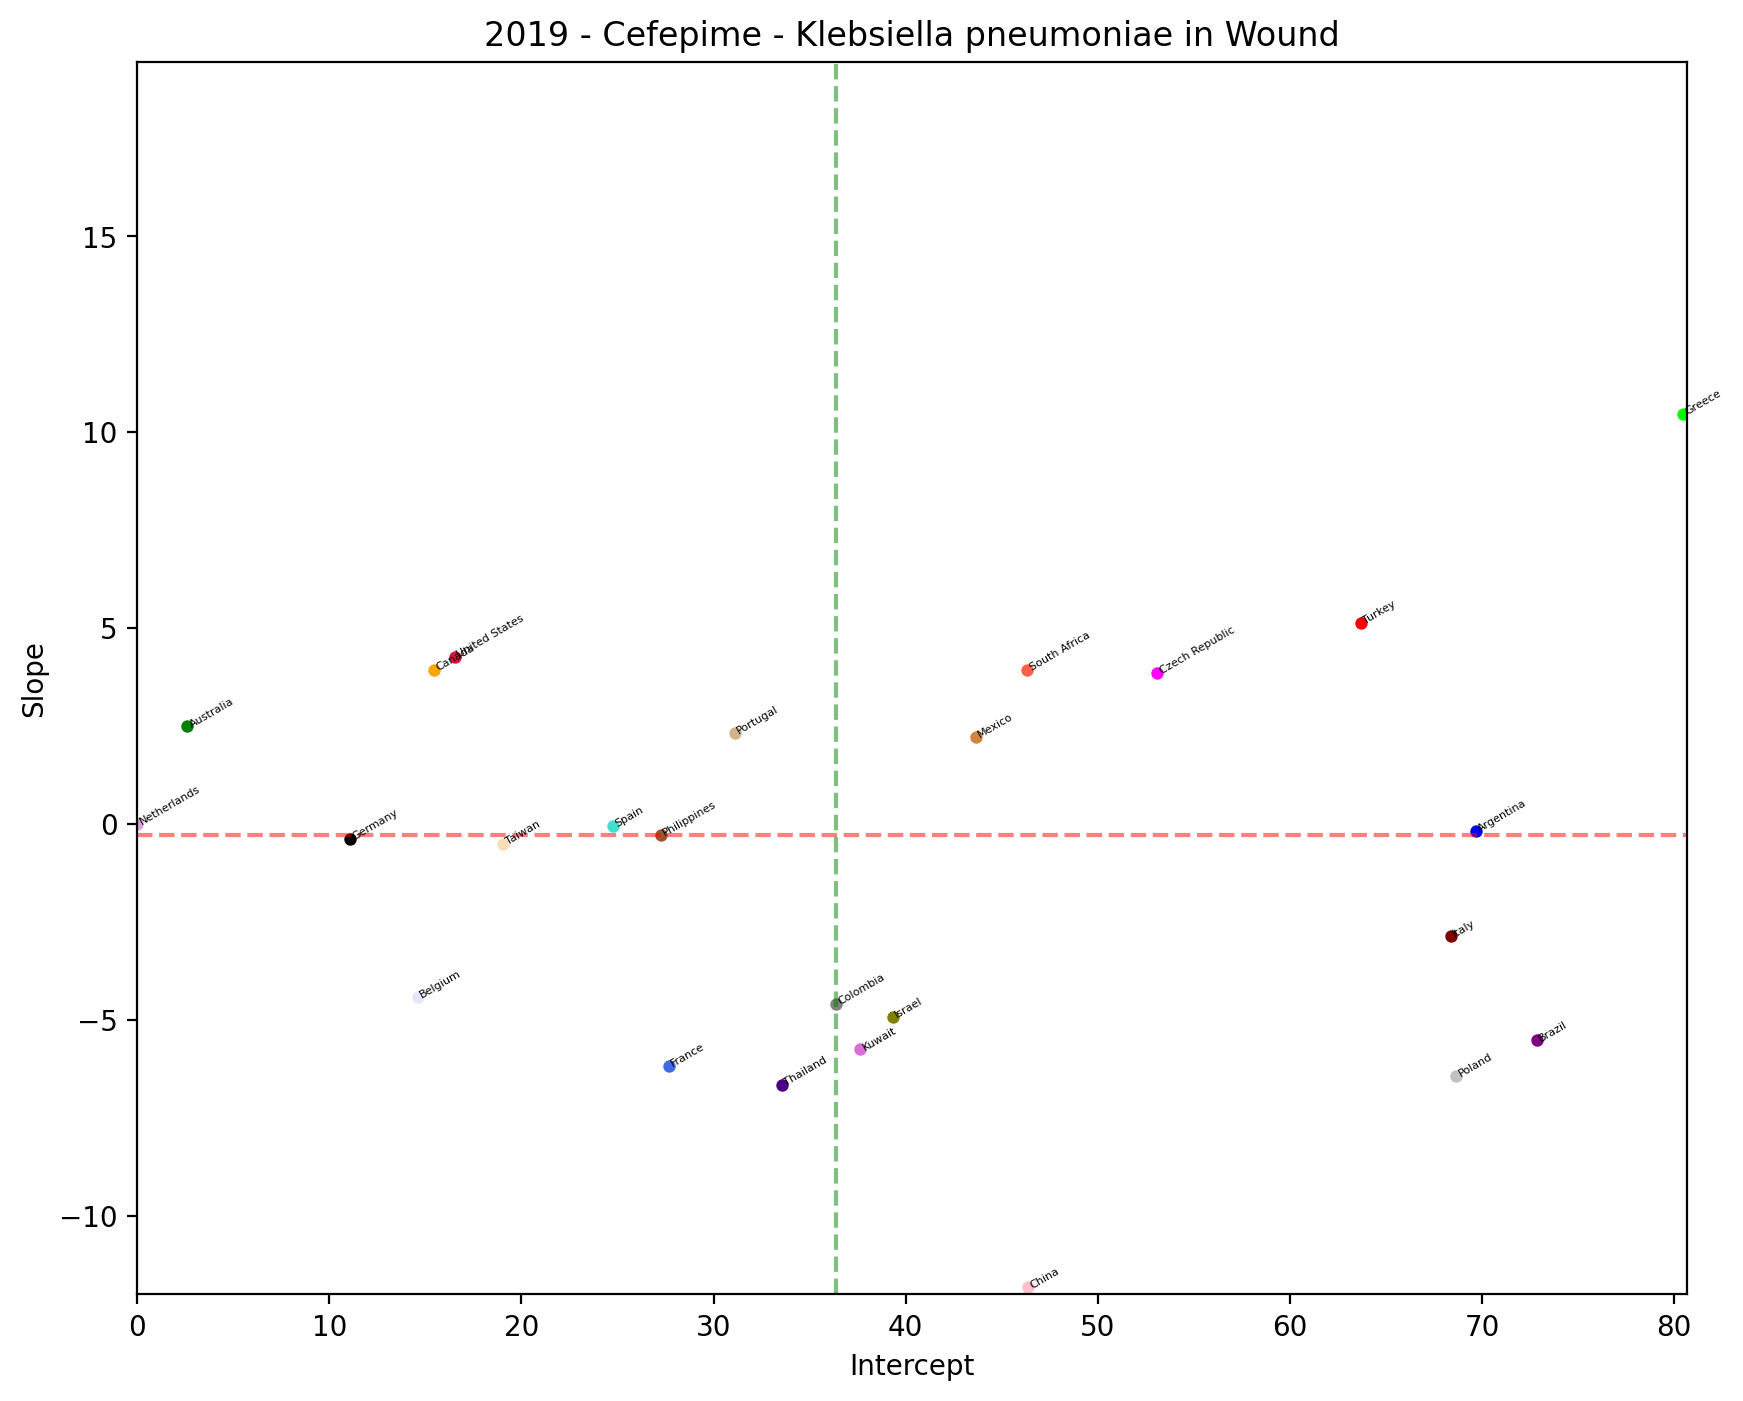 2019 - Cefepime - Klebsiella pneumoniae in Wound
Slope
15
10
5
0
−5
−10
Greece
Turkey
United States
Canada
South Africa
Czech Republic
Australia
Portugal
Mexico
Netherlands
Germany
Taiwan
Spain
Philippines
Argentina
Italy
Belgium
Colombia
Israel
Kuwait
Brazil
France
Thailand
Poland
China
0 10 20 30 40 50 60 70 80
Intercept